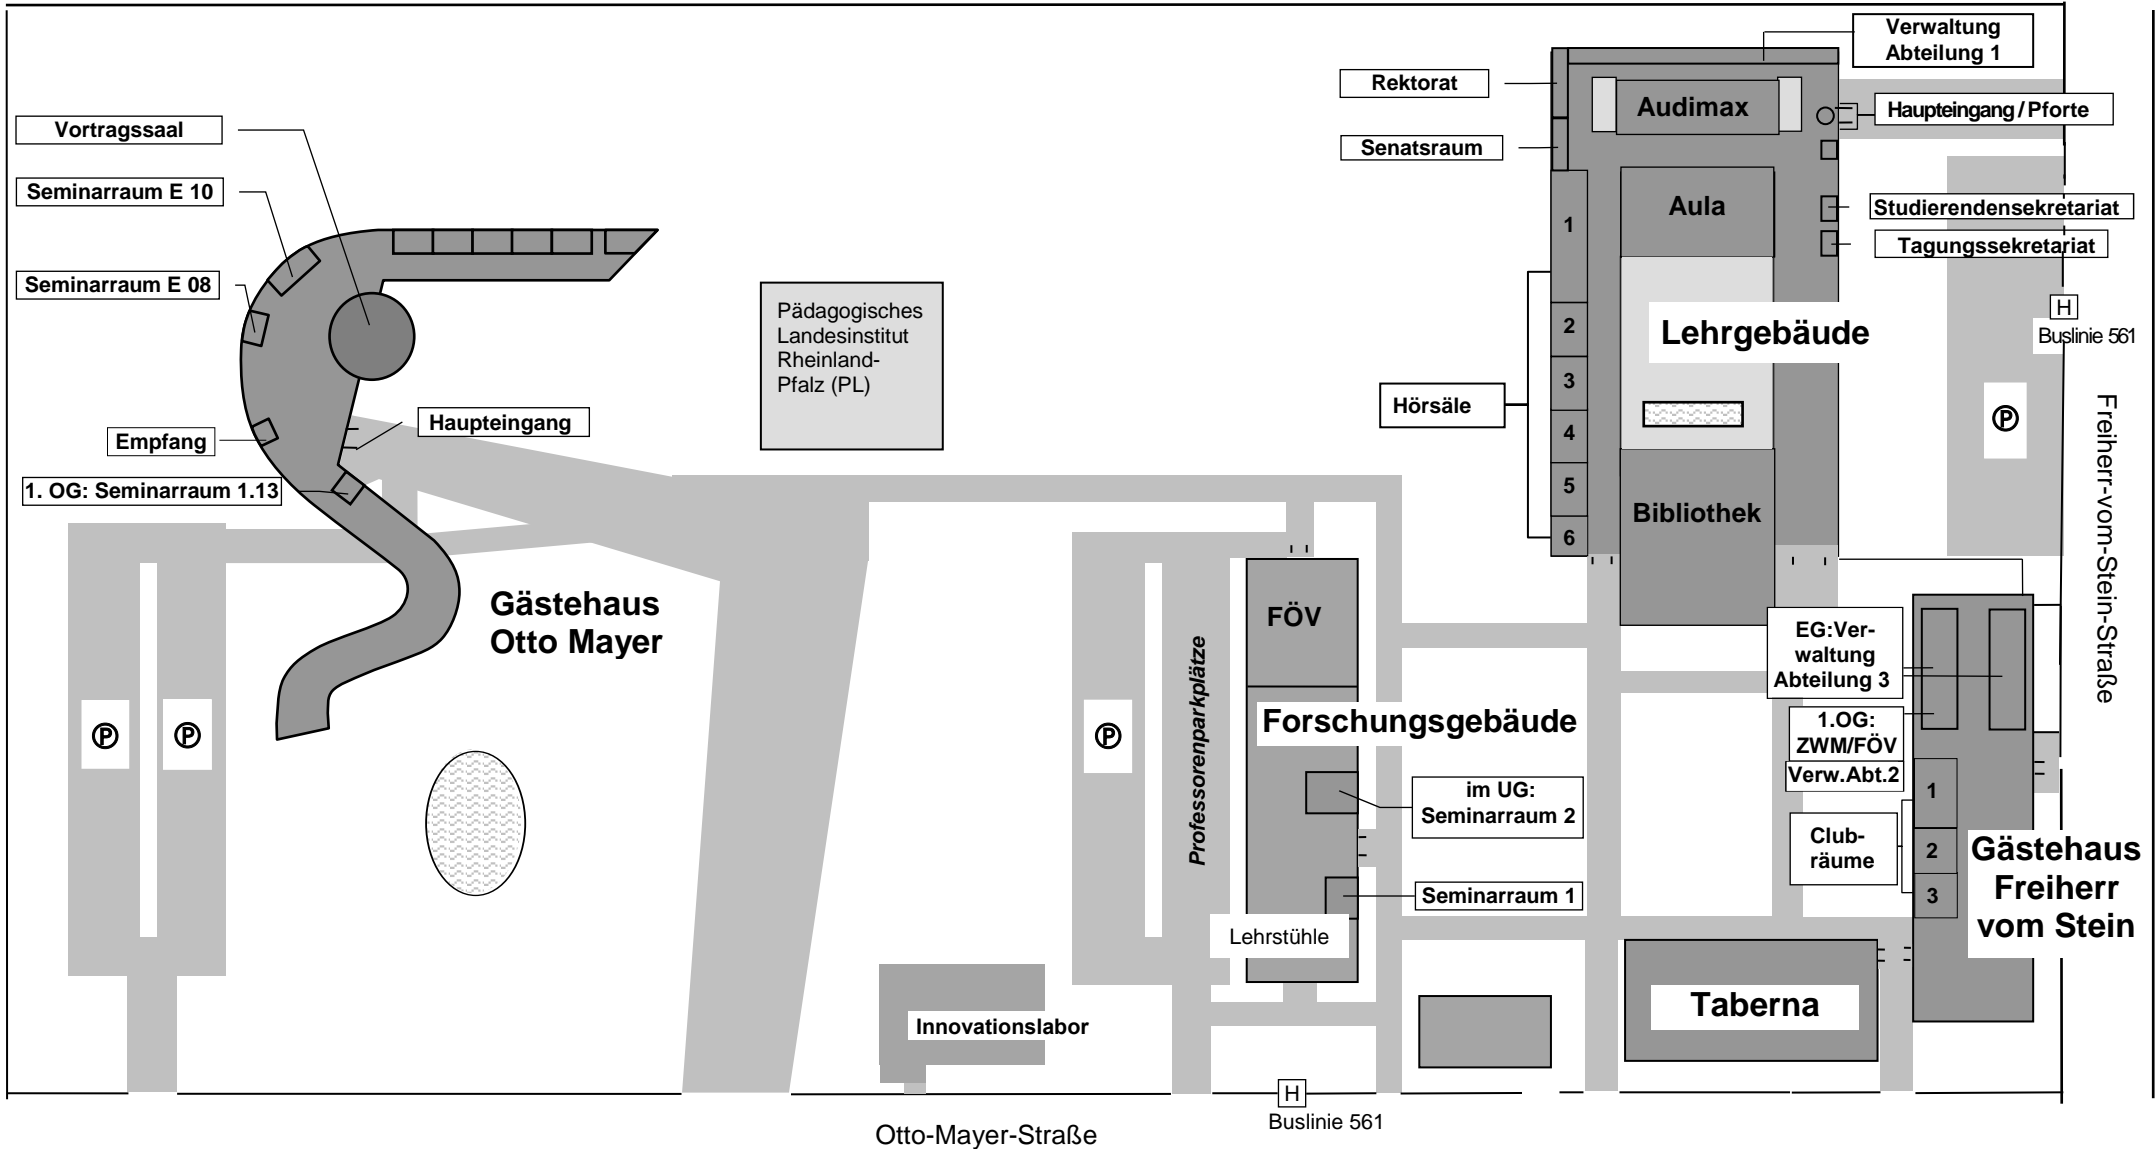 Verwaltung
Abteilung 1
Rektorat
Audimax
Haupteingang / Pforte
Vortragssaal
Senatsraum
Seminarraum E 10
Aula
Studierendensekretariat
1
Tagungssekretariat
Seminarraum E 08
Pädagogisches
Landesinstitut
Rheinland-
Pfalz (PL)
H
Buslinie 561
2
Lehrgebäude
3
Hörsäle
4
P
Freiherr-vom-Stein-Straße
Haupteingang
Empfang
1. OG: Seminarraum 1.13
5
Bibliothek
6
Gästehaus
Otto Mayer
FÖV
EG:Ver-
waltung
Abteilung 3
Professorenparkplätze
Forschungsgebäude
1.OG:
ZWM/FÖV
Verw.Abt.2
P
P
P
im UG:
Seminarraum 2
1
Club-
räume
2
3
Gästehaus
Freiherr
vom Stein
Seminarraum 1
Lehrstühle
Taberna
Innovationslabor
H
Buslinie 561
Otto-Mayer-Straße